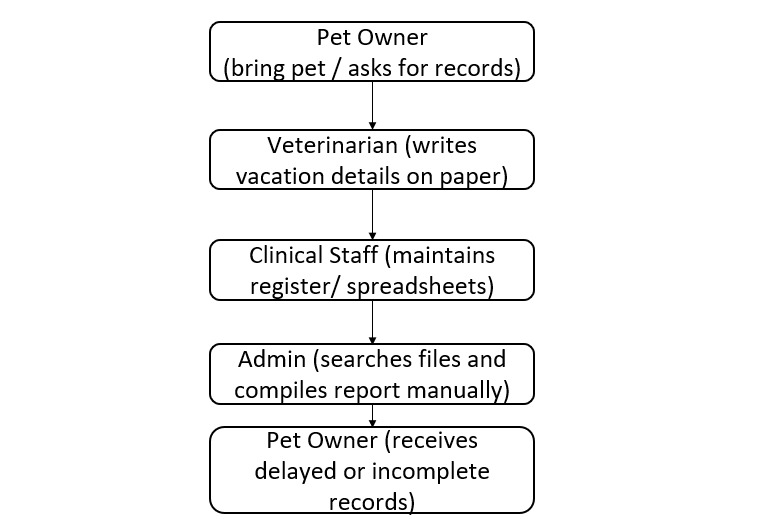 Pet Owner
(bring pet / asks for records)
Veterinarian (writes
vacation details on paper)
Clinical Staff (maintains
register/ spreadsheets)
Admin (searches files and
compiles report manually)
Pet Owner (receives
delayed or incomplete
records)